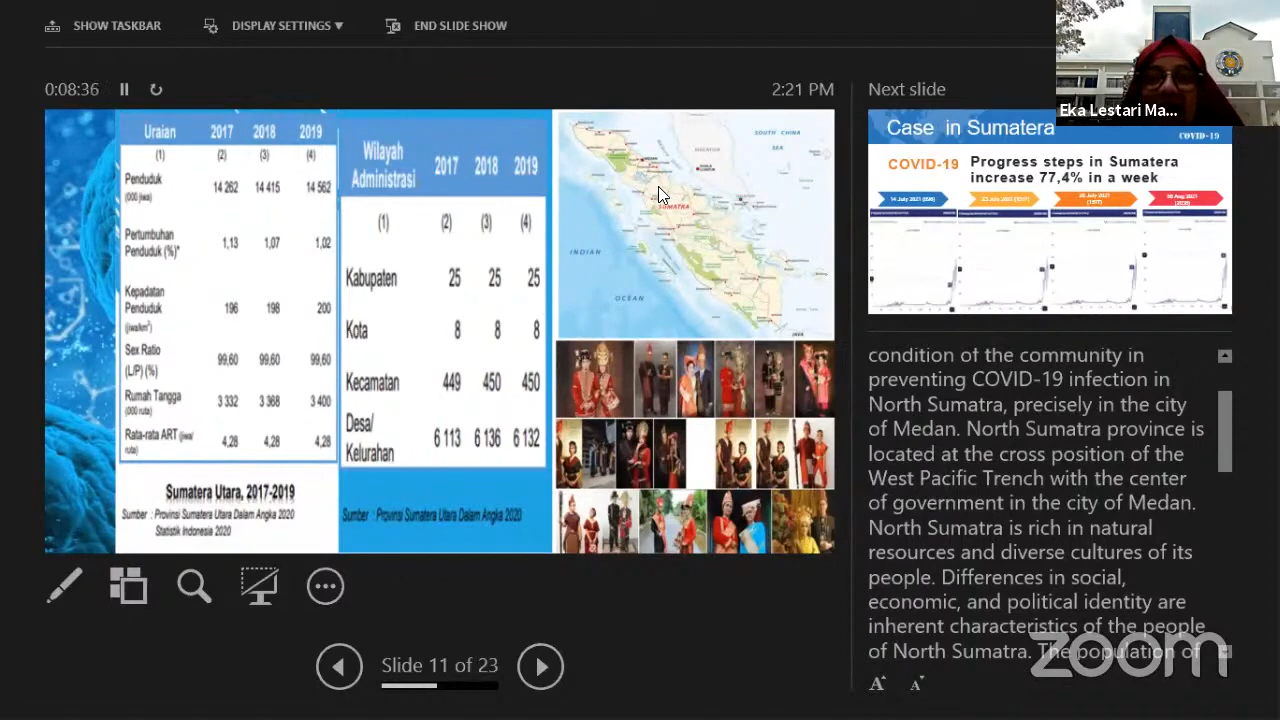 SHOW TASKBAR
DISPLAY SETTINGS ▼
END SLIDE SHOW
Eka Lestari Ma...
0:08:36
2:21 PM
Next slide
Uraian 2017 2018 2019
(1) (2) (3) (4)
Penduduk
(000 jiwa) 14 262 14 415 14 562
Pertumbuhan
Penduduk (%)* 1,13 1,07 1,02
Kepadatan
Penduduk 196 198 200
(jiwa/km²)
Sex Ratio 99,60 99,60 99,60
(L/P) (%)
Rumah Tangga 3 332 3 368 3 400
(000 ruta)
Rata-rata ART (jiwa/ 4,28 4,28 4,28
ruta)
Sumatera Utara, 2017-2019
Sumber : Provinsi Sumatera Utara Dalam Angka 2020
Statistik Indonesia 2020
Wilayah
Administrasi 2017 2018 2019
(1) (2) (3) (4)
Kabupaten 25 25 25
Kota 8 8 8
Kecamatan 449 450 450
Desa/
Kelurahan 6 113 6 136 6 132
Sumber : Provinsi Sumatera Utara Dalam Angka 2020
SOUTH CHINA
SEA
SUMATRA
INDIAN
OCEAN
JAVA
Case in Sumatera
COVID-19
COVID-19 Progress steps in Sumatera
increase 77,4% in a week
14 July 2021
condition of the community in
preventing COVID-19 infection in
North Sumatra, precisely in the city
of Medan. North Sumatra province is
located at the cross position of the
West Pacific Trench with the center
of government in the city of Medan.
North Sumatra is rich in natural
resources and diverse cultures of its
people. Differences in social,
economic, and political identity are
inherent characteristics of the people
of North Sumatra. The population of
Slide 11 of 23
A A
zoom